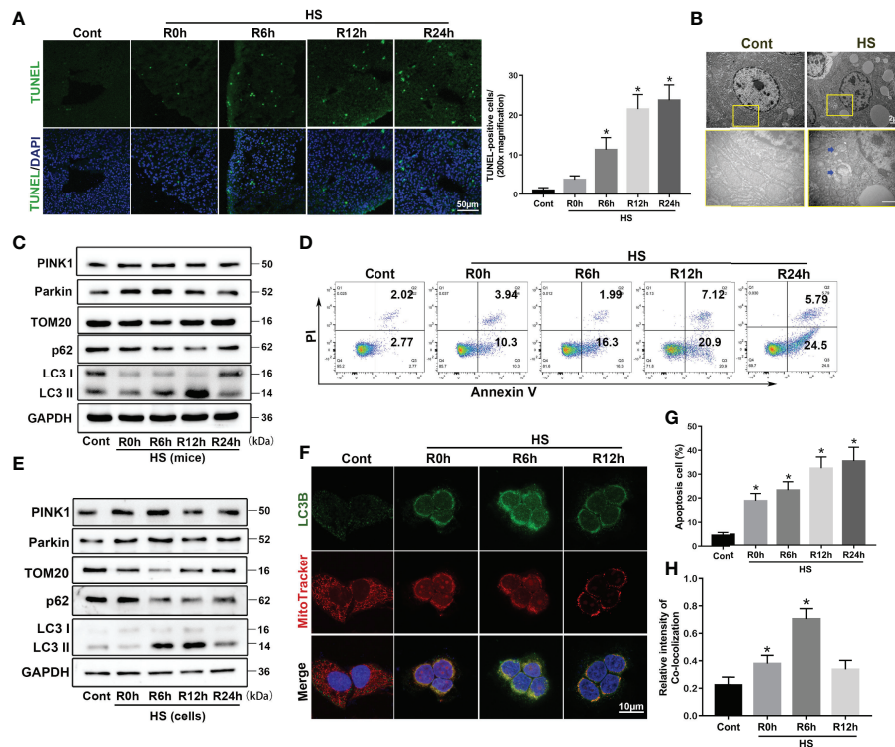 A
HS
Cont R0h R6h R12h R24h
TUNEL
TUNEL/DAPI
50μm
TUNEL-positive cells/
(200x magnification)
30
20
10
0
* * *
Cont R0h R6h R12h R24h
HS
B
Cont HS
C
PINK1 50
Parkin 52
TOM20 16
p62 62
LC3 I 16
LC3 II 14
GAPDH 36
Cont R0h R6h R12h R24h (kDa)
HS (mice)
D
HS
Cont R0h R6h R12h R24h
2.02 3.94 1.99 7.12 5.79
2.77 10.3 16.3 20.9 24.5
PI
Annexin V
E
PINK1 50
Parkin 52
TOM20 16
p62 62
LC3 I 16
LC3 II 14
GAPDH 36
Cont R0h R6h R12h R24h (kDa)
HS (cells)
F
HS
Cont R0h R6h R12h
LC3B
MitoTracker
Merge
10μm
G
Apoptosis cell (%)
50
40
30
20
10
0
* * * *
Cont R0h R6h R12h R24h
HS
H
Relative intensity of
Co-locolization
1.0
0.8
0.6
0.4
0.2
0.0
* *
Cont R0h R6h R12h
HS